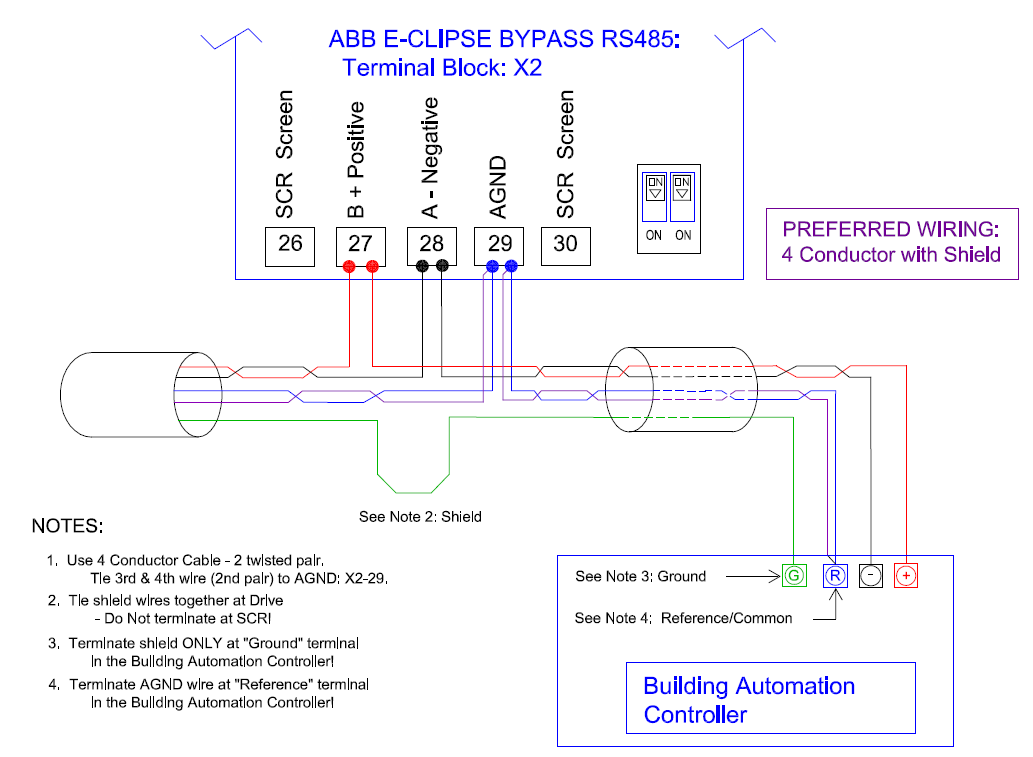 ABB E-CLIPSE BYPASS RS485:
Terminal Block: X2
SCR Screen
B + Positive
A - Negative
AGND
SCR Screen
26
27
28
29
30
ON
ON
ON
ON
PREFERRED WIRING:
4 Conductor with Shield
See Note 2: Shield
NOTES:
1. Use 4 Conductor Cable - 2 twisted pair.
Tie 3rd & 4th wire (2nd pair) to AGND: X2-29.
2. Tie shield wires together at Drive
- Do Not terminate at SCR!
3. Terminate shield ONLY at "Ground" terminal
in the Building Automation Controller!
4. Terminate AGND wire at "Reference" terminal
in the Building Automation Controller!
See Note 3: Ground
G
R
-
+
See Note 4: Reference/Common
Building Automation
Controller